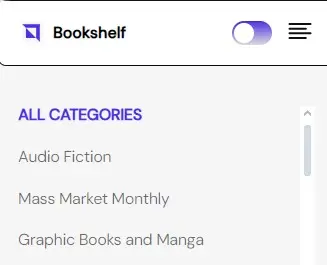 Bookshelf
ALL CATEGORIES
Audio Fiction
Mass Market Monthly
Graphic Books and Manga